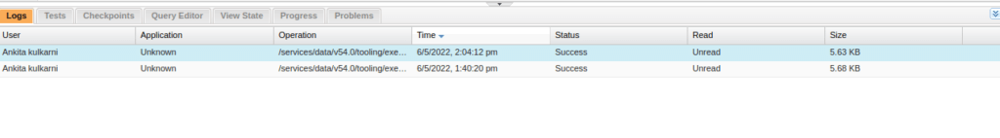 Logs Tests Checkpoints Query Editor View State Progress Problems
User Application Operation Time Status Read Size
Ankita kulkarni Unknown /services/data/v54.0/tooling/exe... 6/5/2022, 2:04:12 pm Success Unread 5.63 KB
Ankita kulkarni Unknown /services/data/v54.0/tooling/exe... 6/5/2022, 1:40:20 pm Success Unread 5.68 KB